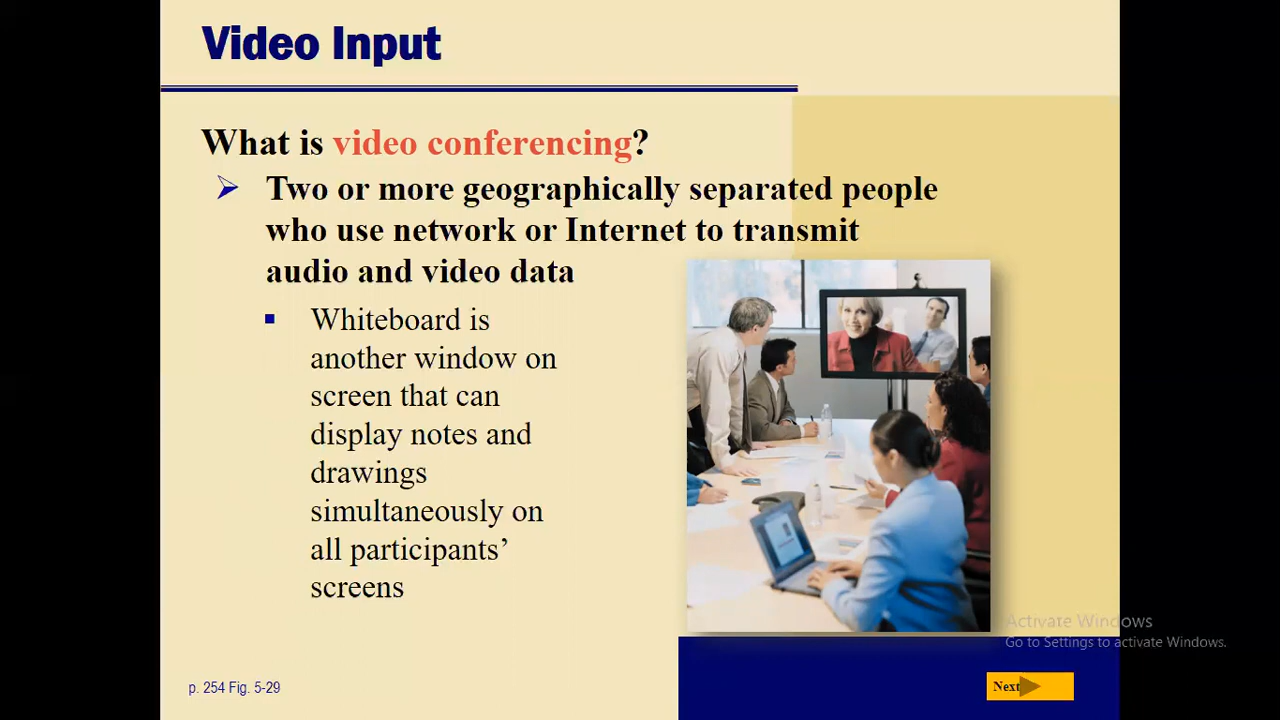 Video Input
What is video conferencing?
Two or more geographically separated people
who use network or Internet to transmit
audio and video data
Whiteboard is
another window on
screen that can
display notes and
drawings
simultaneously on
all participants’
screens
Activate Windows
Go to Settings to activate Windows.
p. 254 Fig. 5-29
Next